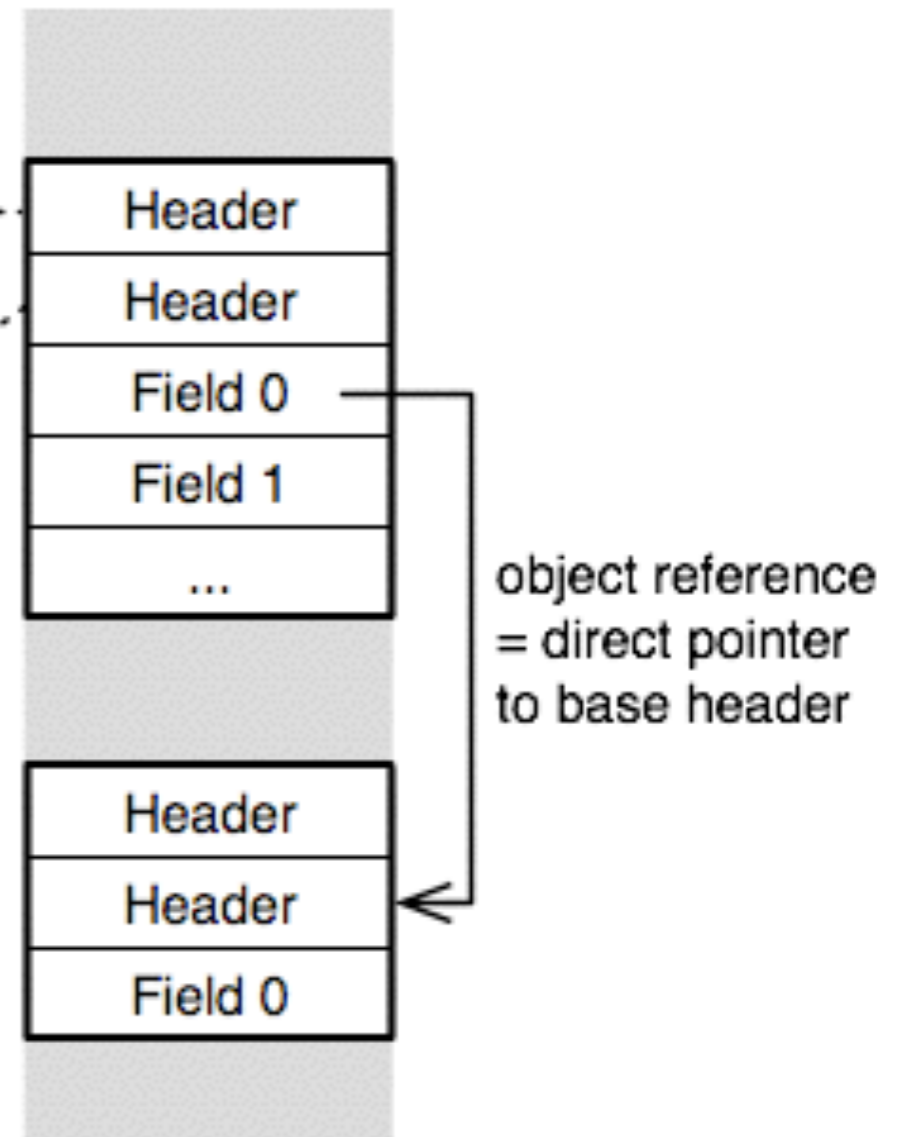 Header
Header
Field 0
Field 1
...
object reference
= direct pointer
to base header
Header
Header
Field 0